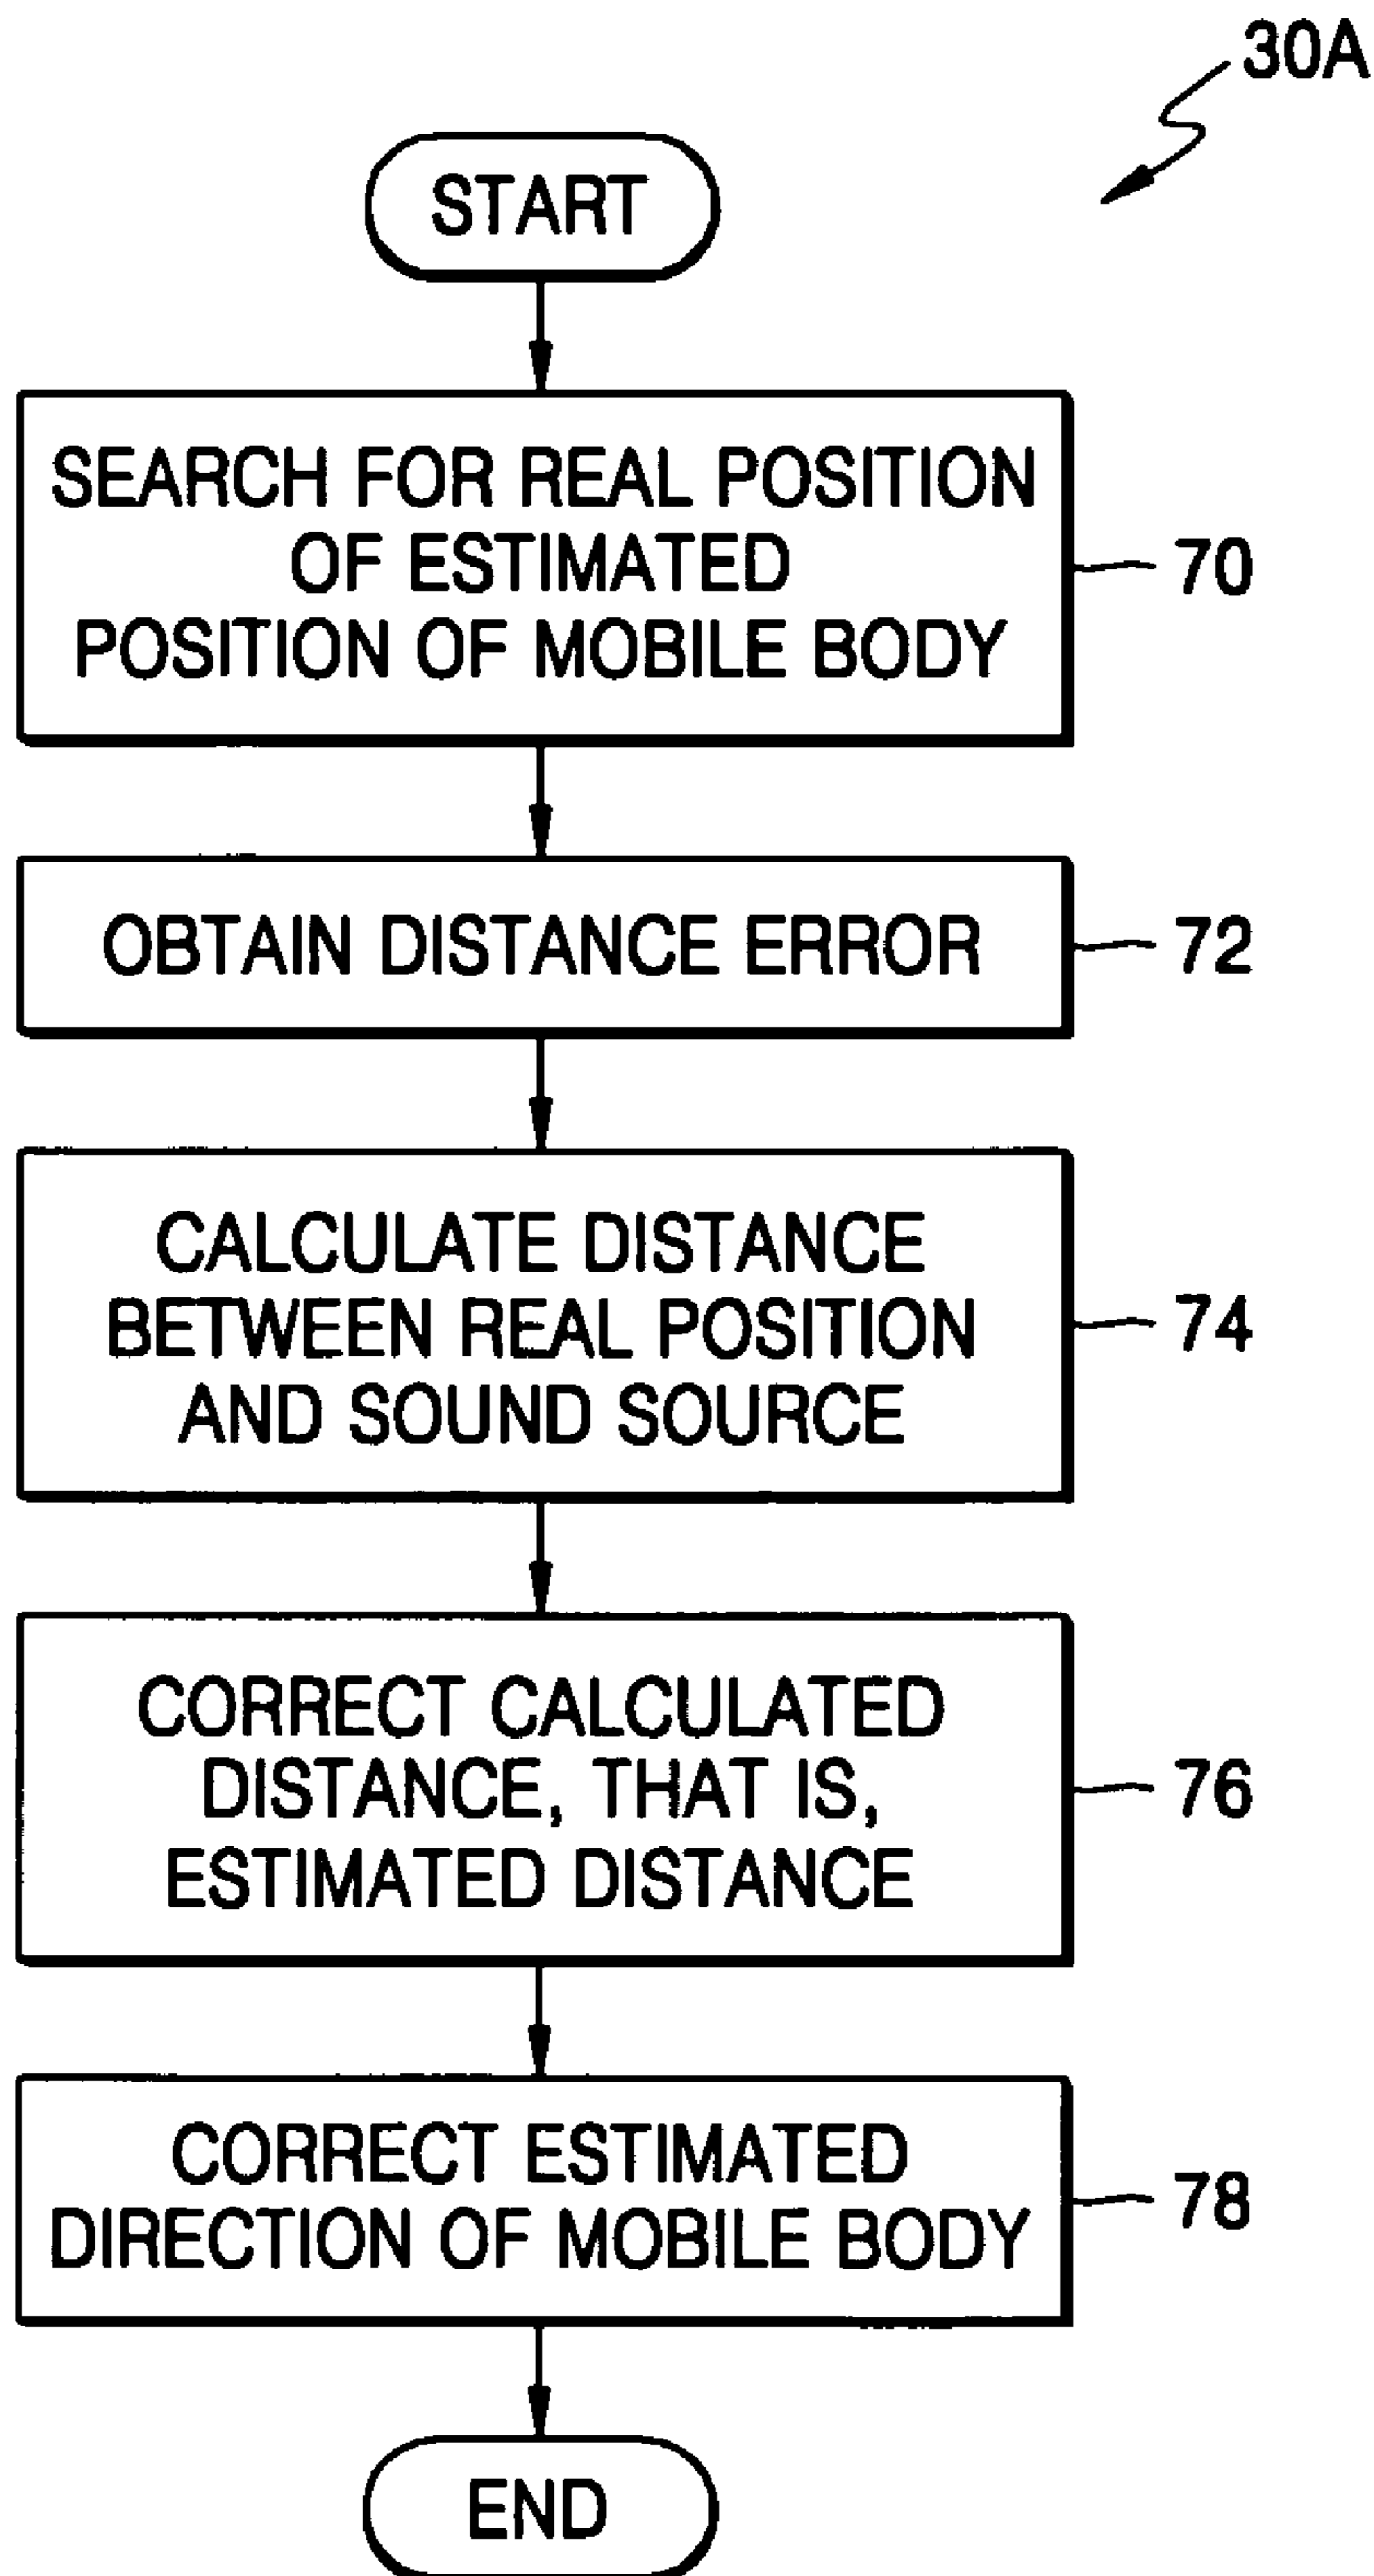 30A
START
SEARCH FOR REAL POSITION
OF ESTIMATED
POSITION OF MOBILE BODY
70
OBTAIN DISTANCE ERROR
72
CALCULATE DISTANCE
BETWEEN REAL POSITION
AND SOUND SOURCE
74
CORRECT CALCULATED
DISTANCE, THAT IS,
ESTIMATED DISTANCE
76
CORRECT ESTIMATED
DIRECTION OF MOBILE BODY
78
END